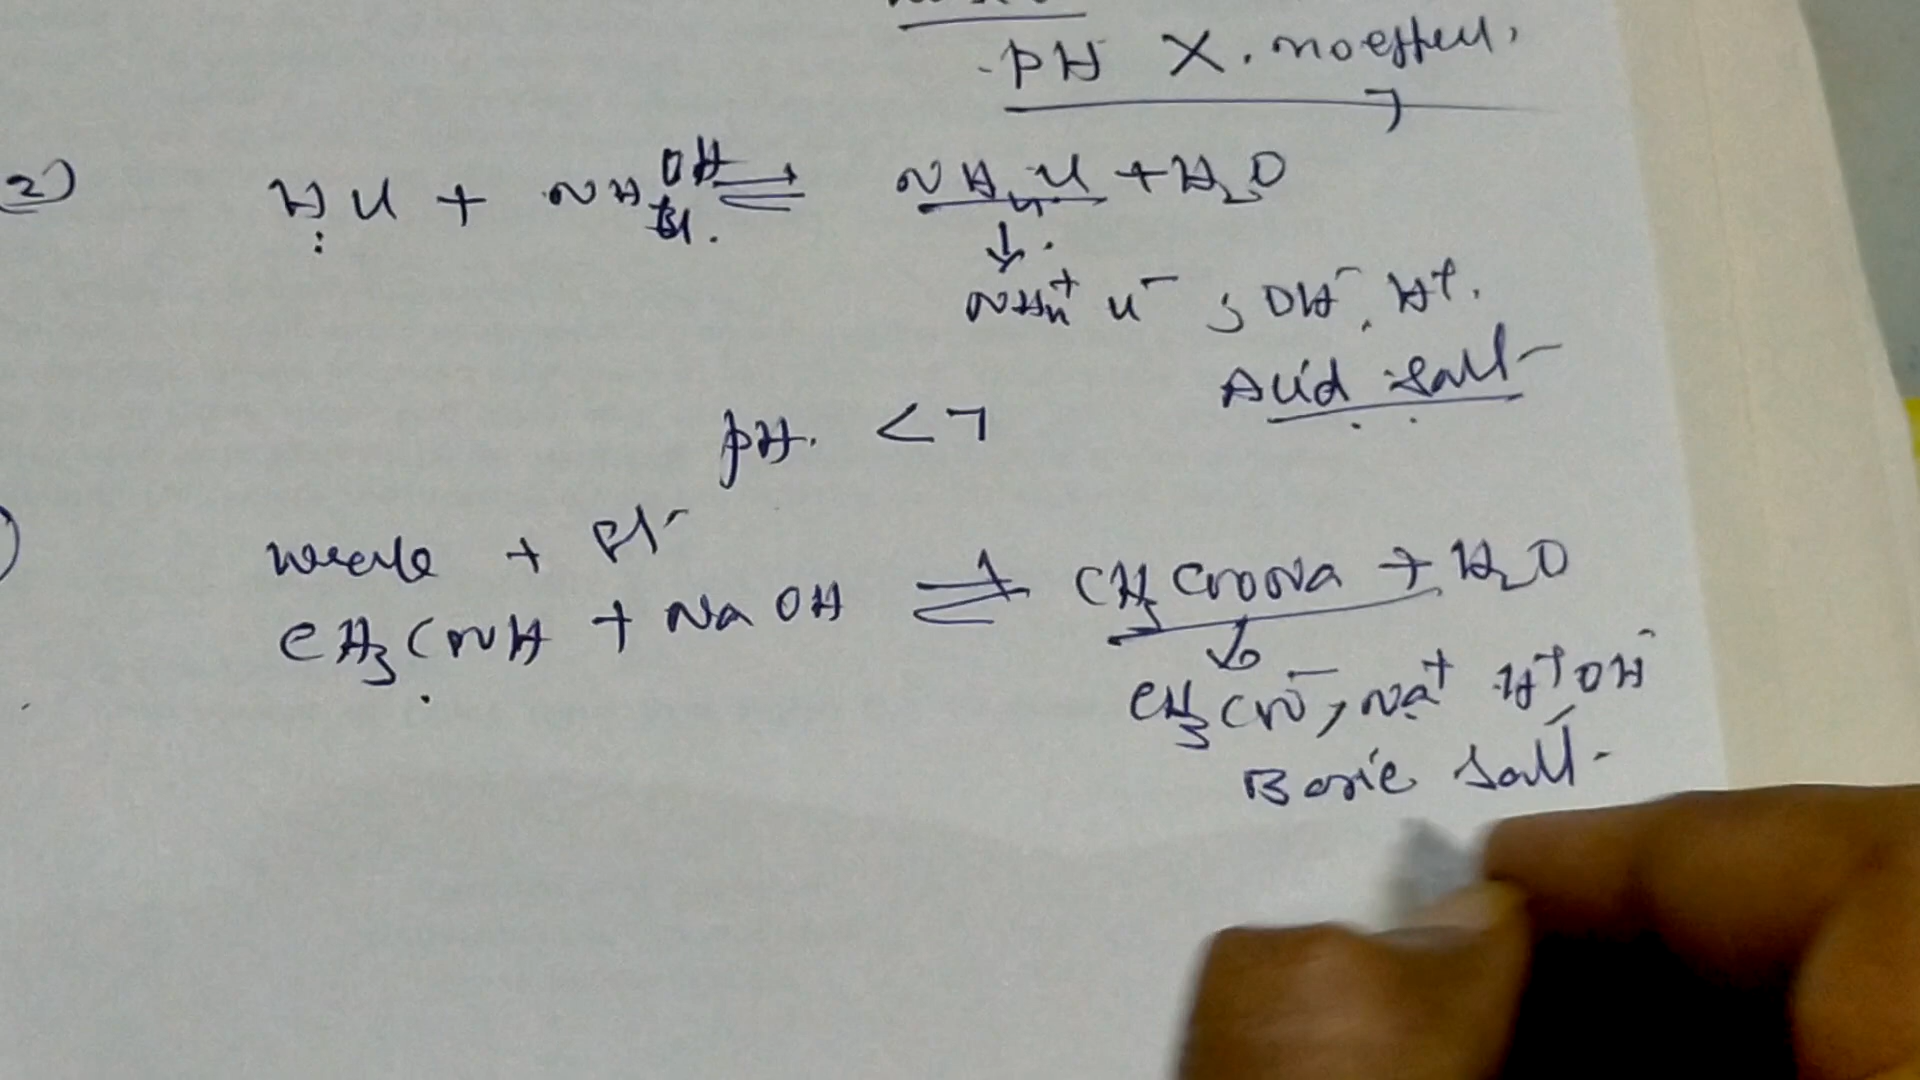 pH X. no effect,
7
2) HCl + NH4OH ⇌ NH4Cl + H2O
↓
NH4+ Cl- ; OH-, H+.
Acid salt
pH. < 7
weak + St
CH3COOH + NaOH ⇌ CH3COONa + H2O
↓
CH3COO-, Na+ H+ OH-
Basic salt.